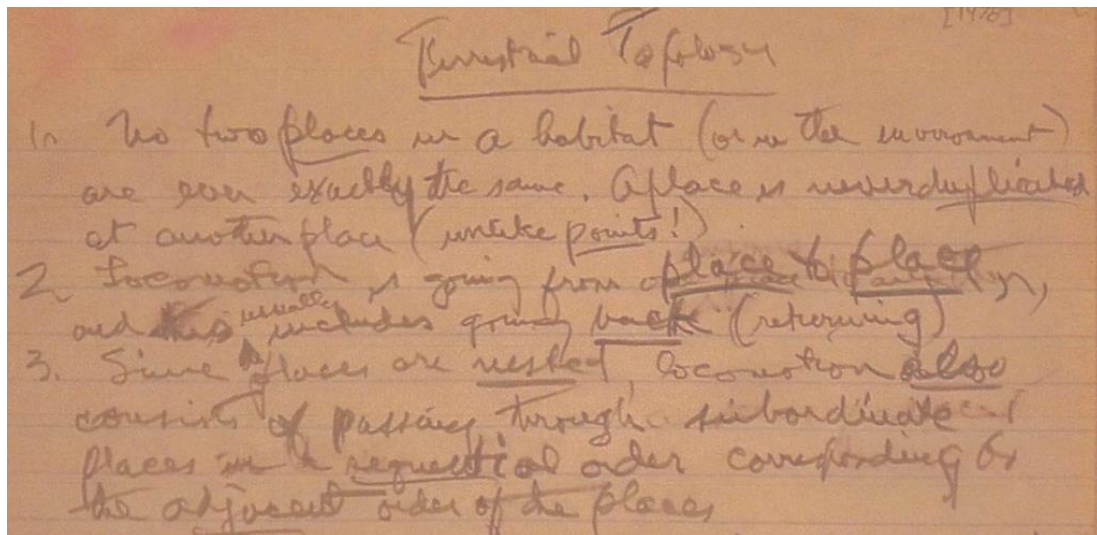 [1978]
Terrestrial Topology
1. No two places in a habitat (or in the environment)
are ever exactly the same. A place is never duplicated
at another place (unlike points!)
2 Locomotion is going from place to place
and this usually includes going back (returning)
3. Since places are nested, locomotion also
consists of passing through subordinate
places in a sequential order corresponding to
the adjacent order of the places